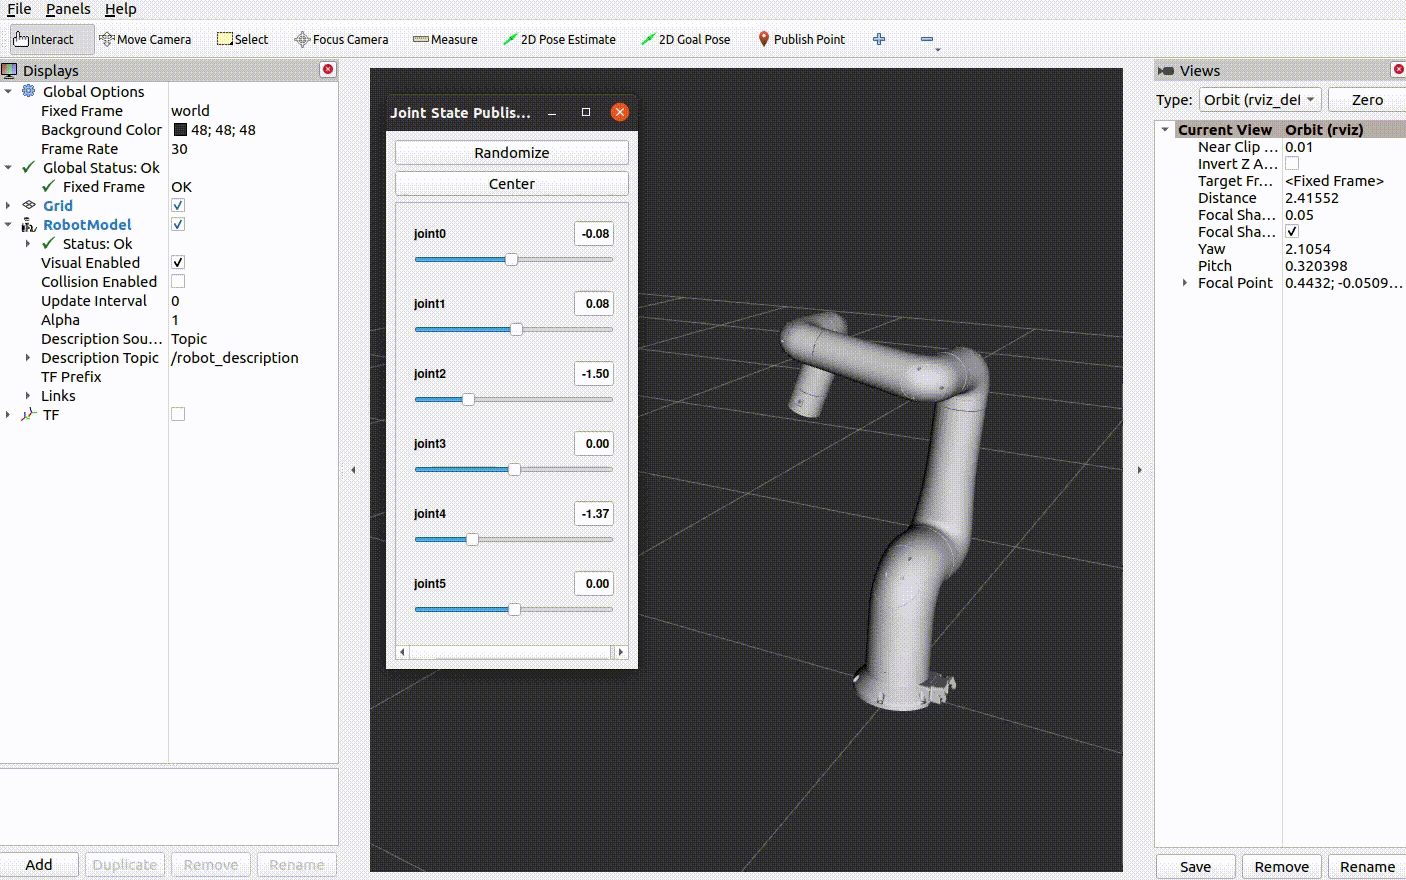 File Panels Help
Interact Move Camera Select Focus Camera Measure 2D Pose Estimate 2D Goal Pose Publish Point
Displays
Global Options
Fixed Frame world
Background Color 48; 48; 48
Frame Rate 30
Global Status: Ok
Fixed Frame OK
Grid
RobotModel
Status: Ok
Visual Enabled
Collision Enabled
Update Interval 0
Alpha 1
Description Sou... Topic
Description Topic /robot_description
TF Prefix
Links
TF
Add Duplicate Remove Rename
Joint State Publis...
Randomize
Center
joint0 -0.08
joint1 0.08
joint2 -1.50
joint3 0.00
joint4 -1.37
joint5 0.00
Views
Type: Orbit (rviz_def Zero
Current View Orbit (rviz)
Near Clip ... 0.01
Invert Z A...
Target Fr... <Fixed Frame>
Distance 2.41552
Focal Sha... 0.05
Focal Sha...
Yaw 2.1054
Pitch 0.320398
Focal Point 0.4432; -0.0509...
Save Remove Rename